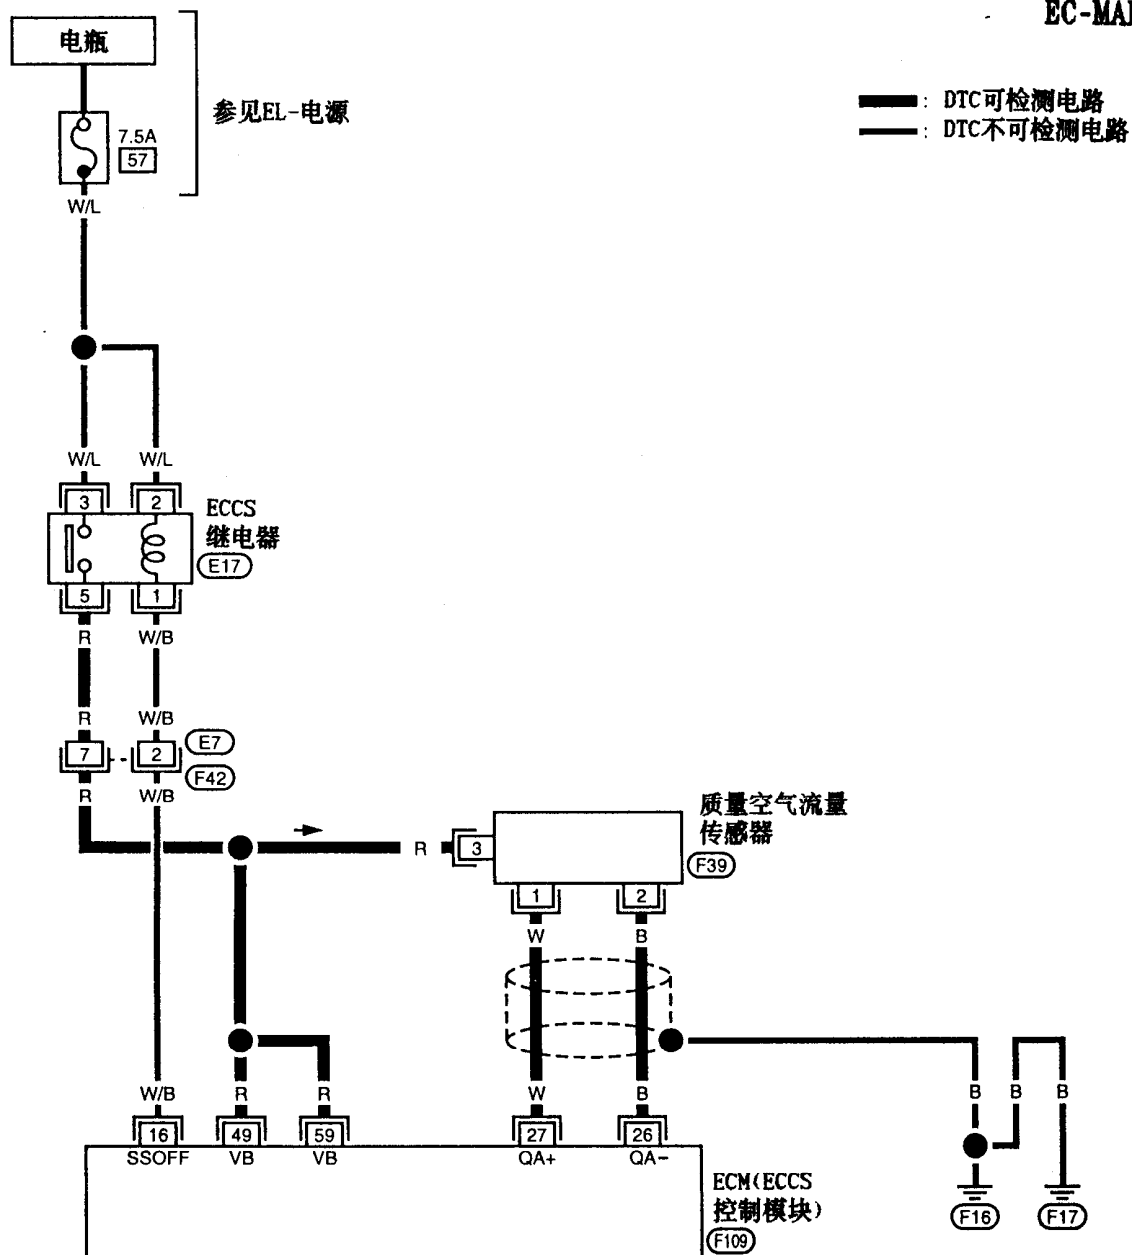 EC-MAI
电瓶
参见EL-电源
7.5A
57
W/L
: DTC可检测电路
: DTC不可检测电路
W/L W/L
3 2
ECCS
继电器
E17
5 1
R W/B
R W/B
7 2
E7
F42
R W/B
R
3
质量空气流量
传感器
F39
1 2
W B
W/B R R W B B B B
16 49 59 27 26
SSOFF VB VB QA+ QA-
ECM(ECCS
控制模块)
F109
F16 F17